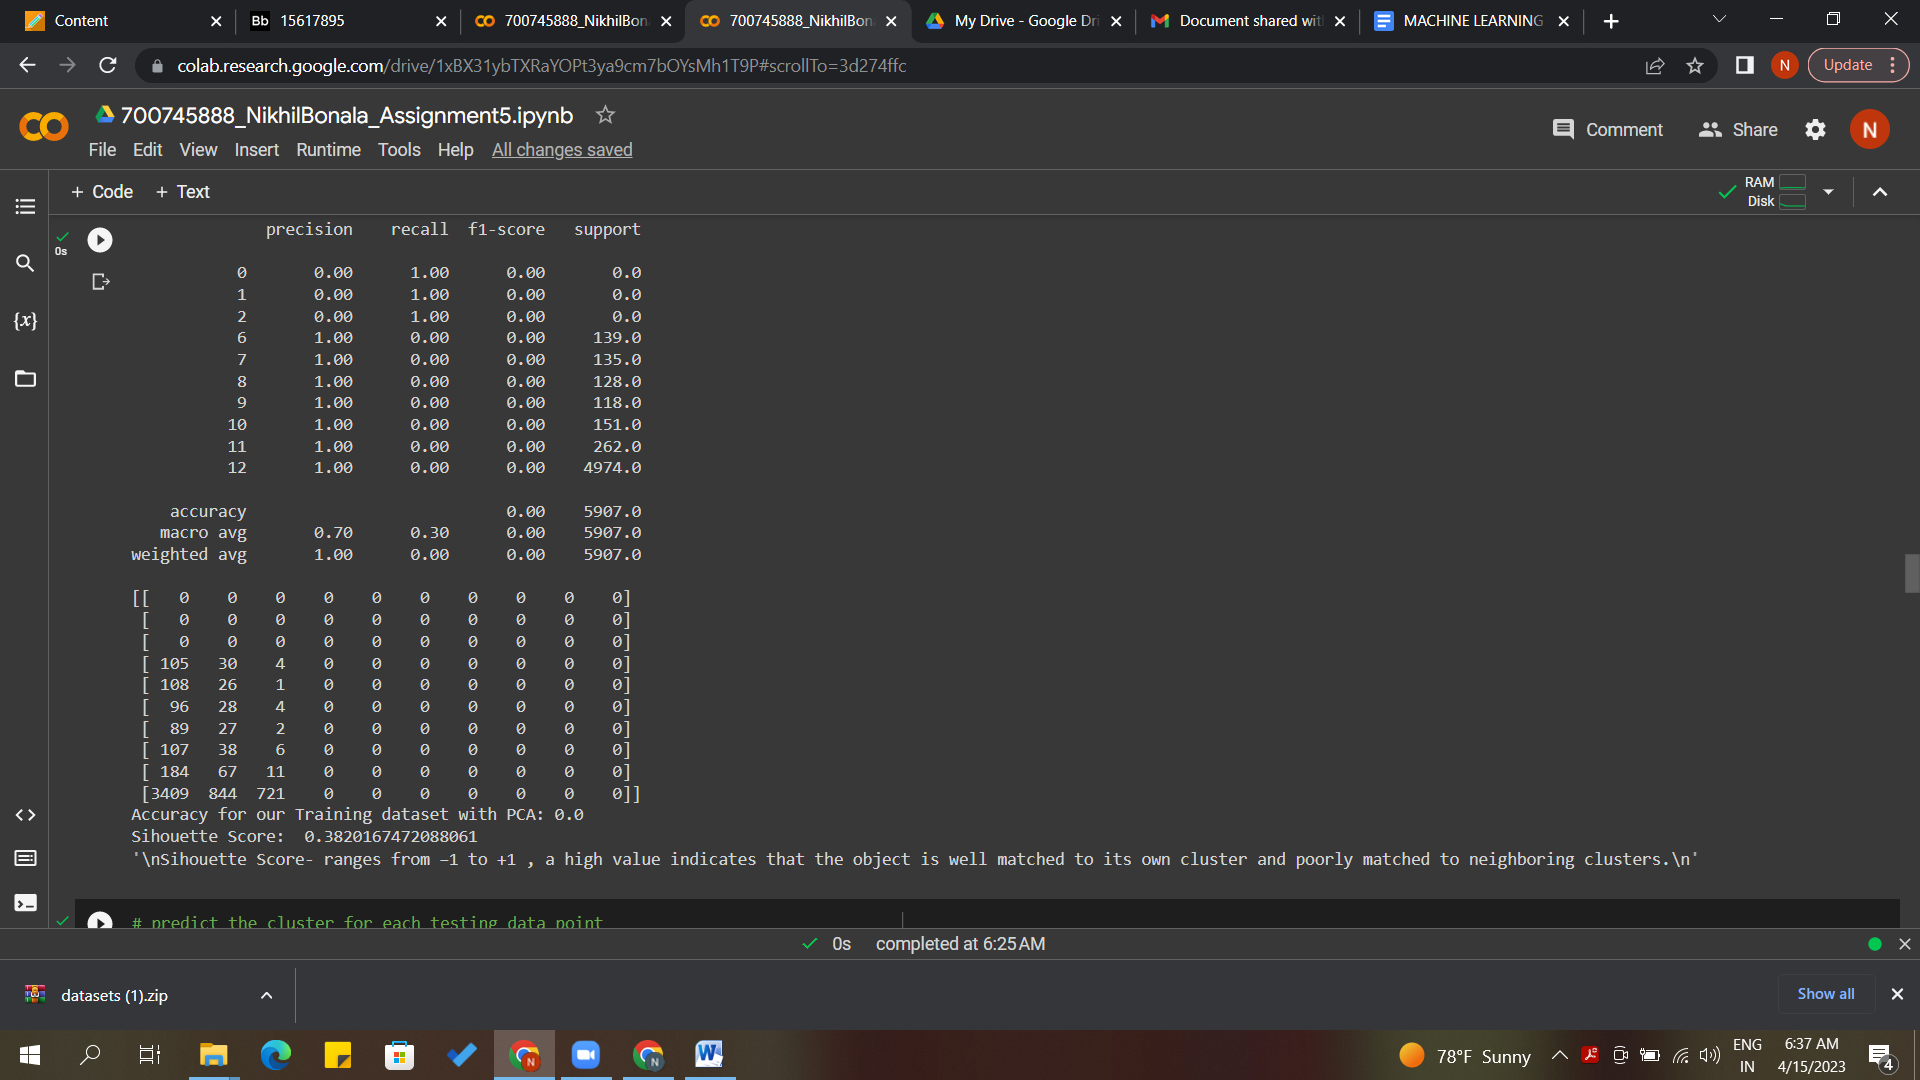 Content
Bb 15617895
700745888_NikhilBon
700745888_NikhilBon
My Drive - Google Dri
Document shared wit
MACHINE LEARNING
colab.research.google.com/drive/1xBX31ybTXRaYOPt3ya9cm7bOYsMh1T9P#scrollTo=3d274ffc
N
Update
700745888_NikhilBonala_Assignment5.ipynb
Comment
Share
N
File Edit View Insert Runtime Tools Help All changes saved
+ Code + Text
RAM
Disk
precision recall f1-score support
0s
0 0.00 1.00 0.00 0.0
1 0.00 1.00 0.00 0.0
2 0.00 1.00 0.00 0.0
6 1.00 0.00 0.00 139.0
7 1.00 0.00 0.00 135.0
8 1.00 0.00 0.00 128.0
9 1.00 0.00 0.00 118.0
10 1.00 0.00 0.00 151.0
11 1.00 0.00 0.00 262.0
12 1.00 0.00 0.00 4974.0
accuracy 0.00 5907.0
macro avg 0.70 0.30 0.00 5907.0
weighted avg 1.00 0.00 0.00 5907.0
[[ 0 0 0 0 0 0 0 0 0 0]
[ 0 0 0 0 0 0 0 0 0 0]
[ 0 0 0 0 0 0 0 0 0 0]
[ 105 30 4 0 0 0 0 0 0 0]
[ 108 26 1 0 0 0 0 0 0 0]
[ 96 28 4 0 0 0 0 0 0 0]
[ 89 27 2 0 0 0 0 0 0 0]
[ 107 38 6 0 0 0 0 0 0 0]
[ 184 67 11 0 0 0 0 0 0 0]
[3409 844 721 0 0 0 0 0 0 0]]
Accuracy for our Training dataset with PCA: 0.0
Sihouette Score: 0.3820167472088061
'\nSihouette Score- ranges from −1 to +1 , a high value indicates that the object is well matched to its own cluster and poorly matched to neighboring clusters.\n'
# predict the cluster for each testing data point
0s completed at 6:25 AM
datasets (1).zip
Show all
78°F Sunny
ENG
IN
6:37 AM
4/15/2023
4